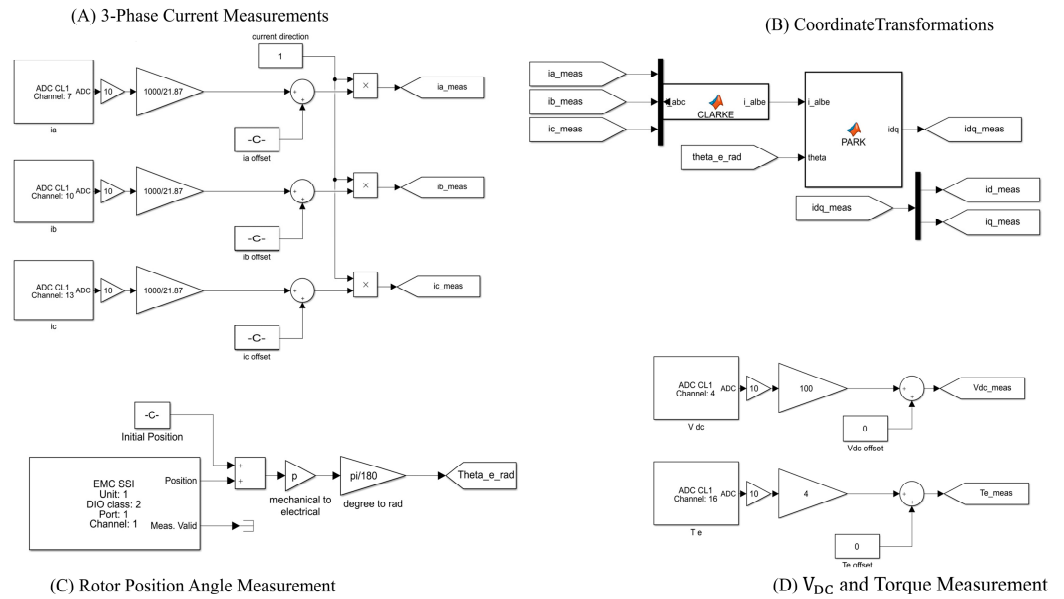 (A) 3-Phase Current Measurements
current direction
1
ADC CL1
Channel: 7
ADC
10
1000/21.87
+
+
×
ia_meas
ia
-C-
ia offset
ADC CL1
Channel: 10
ADC
10
1000/21.87
+
+
×
ib_meas
ib
-C-
ib offset
ADC CL1
Channel: 13
ADC
10
1000/21.87
+
+
×
ic_meas
ic
-C-
ic offset
(B) CoordinateTransformations
ia_meas
ib_meas
ic_meas
i_abc
i_albe
CLARKE
theta_e_rad
i_albe
theta
idq
PARK
idq_meas
idq_meas
id_meas
iq_meas
-C-
Initial Position
EMC SSI
Unit: 1
DIO class: 2
Port: 1
Channel: 1
Position
Meas. Valid
+
p
mechanical to
electrical
pi/180
degree to rad
Theta_e_rad
(C) Rotor Position Angle Measurement
ADC CL1
Channel: 4
ADC
10
100
+
Vdc_meas
V dc
0
Vdc offset
ADC CL1
Channel: 16
ADC
10
4
+
Te_meas
T e
0
Te offset
(D) V_DC and Torque Measurement